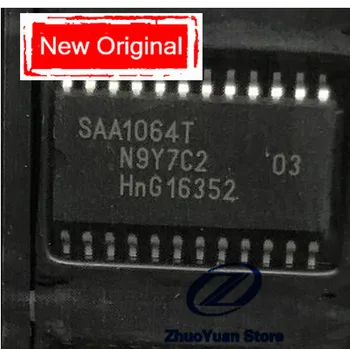 New Original
SAA1064T
N9Y7C2 '03
HnG16352
ZhuoYuan Store